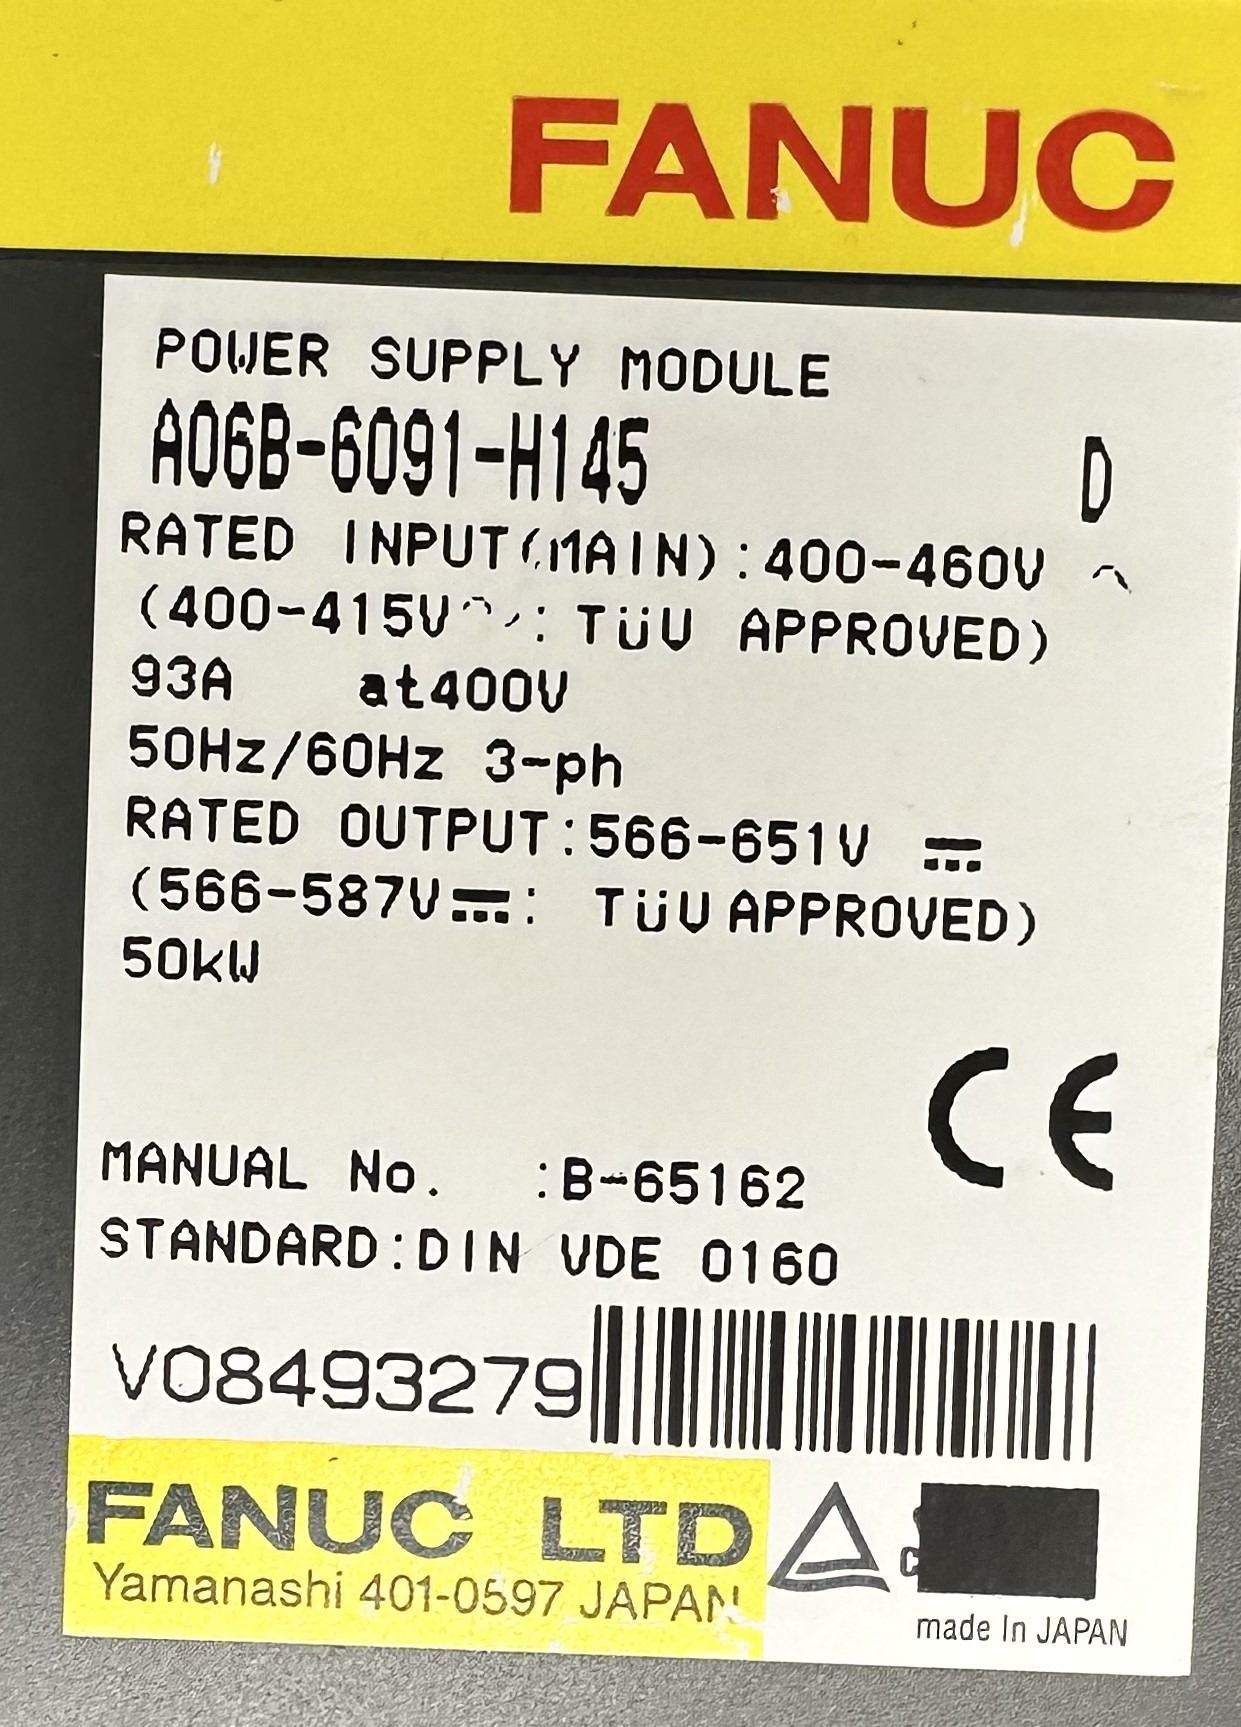 FANUC
POWER SUPPLY MODULE
A06B-6091-H145 D
RATED INPUT(MAIN):400-460V
(400-415V : TüV APPROVED)
93A at400V
50Hz/60Hz 3-ph
RATED OUTPUT:566-651V ⎓
(566-587V⎓: TüV APPROVED)
50kW
CE
MANUAL No. :B-65162
STANDARD:DIN VDE 0160
V08493279
FANUC LTD
Yamanashi 401-0597 JAPAN
made In JAPAN